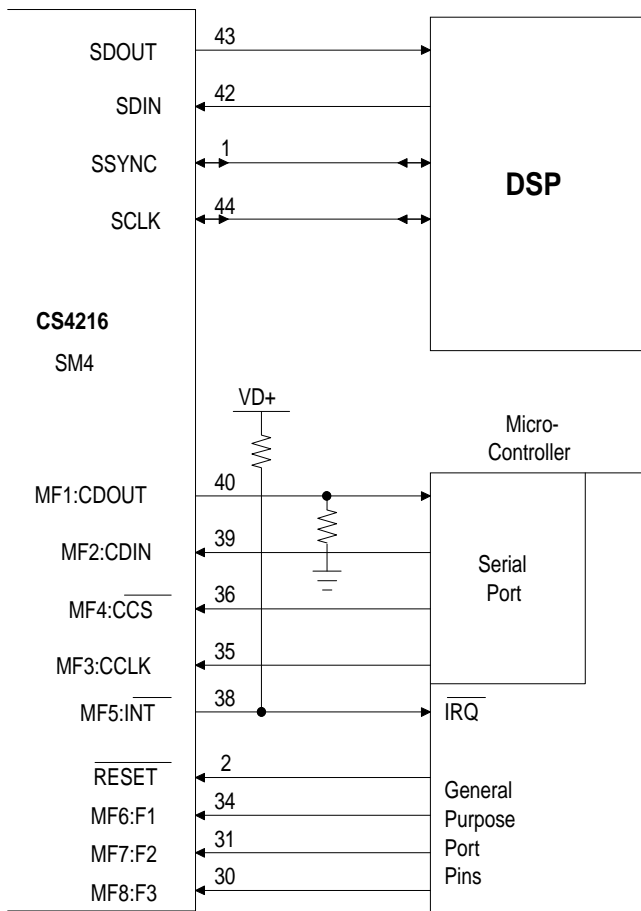 SDOUT 43
SDIN 42
SSYNC 1
SCLK 44
DSP
CS4216
SM4
VD+
Micro-
Controller
MF1:CDOUT 40
MF2:CDIN 39
MF4:CCS 36
MF3:CCLK 35
Serial
Port
MF5:INT 38 IRQ
RESET 2
MF6:F1 34
MF7:F2 31
MF8:F3 30
General
Purpose
Port
Pins